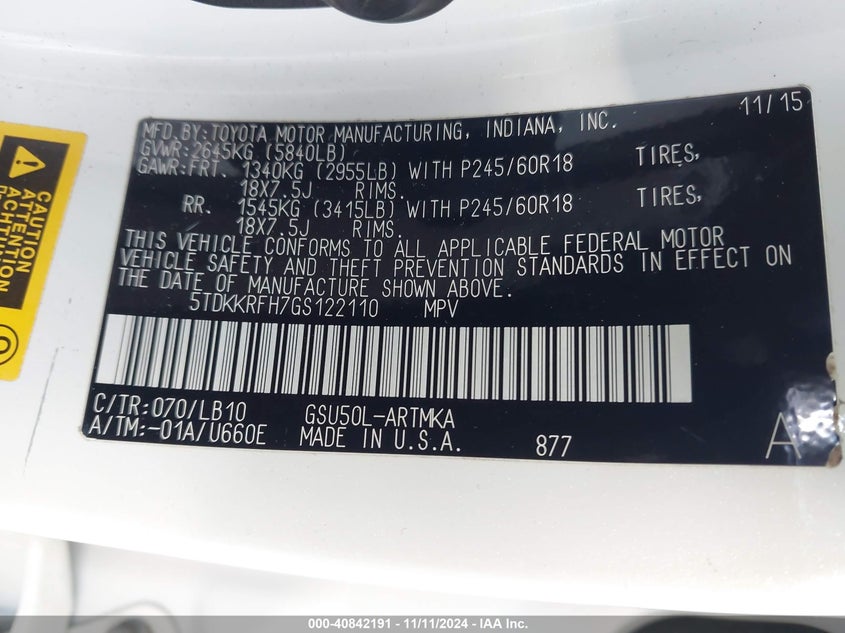 11/15
MFD. BY: TOYOTA MOTOR MANUFACTURING, INDIANA, INC.
GVWR: 2645KG (5840LB)
GAWR: FRT. 1340KG (2955LB) WITH P245/60R18 TIRES,
18X7.5J RIMS.
RR. 1545KG (3415LB) WITH P245/60R18 TIRES,
18X7.5J RIMS.
THIS VEHICLE CONFORMS TO ALL APPLICABLE FEDERAL MOTOR
VEHICLE SAFETY AND THEFT PREVENTION STANDARDS IN EFFECT ON
THE DATE OF MANUFACTURE SHOWN ABOVE.
5TDKKRFH7GS122110 MPV
C/TR: 070/LB10 GSU50L-ARTMKA
A/TM: -01A/U660E MADE IN U.S.A. 877 A
CAUTION
ATTENTION
ACHTUNG
000-40842191 - 11/11/2024 - IAA Inc.